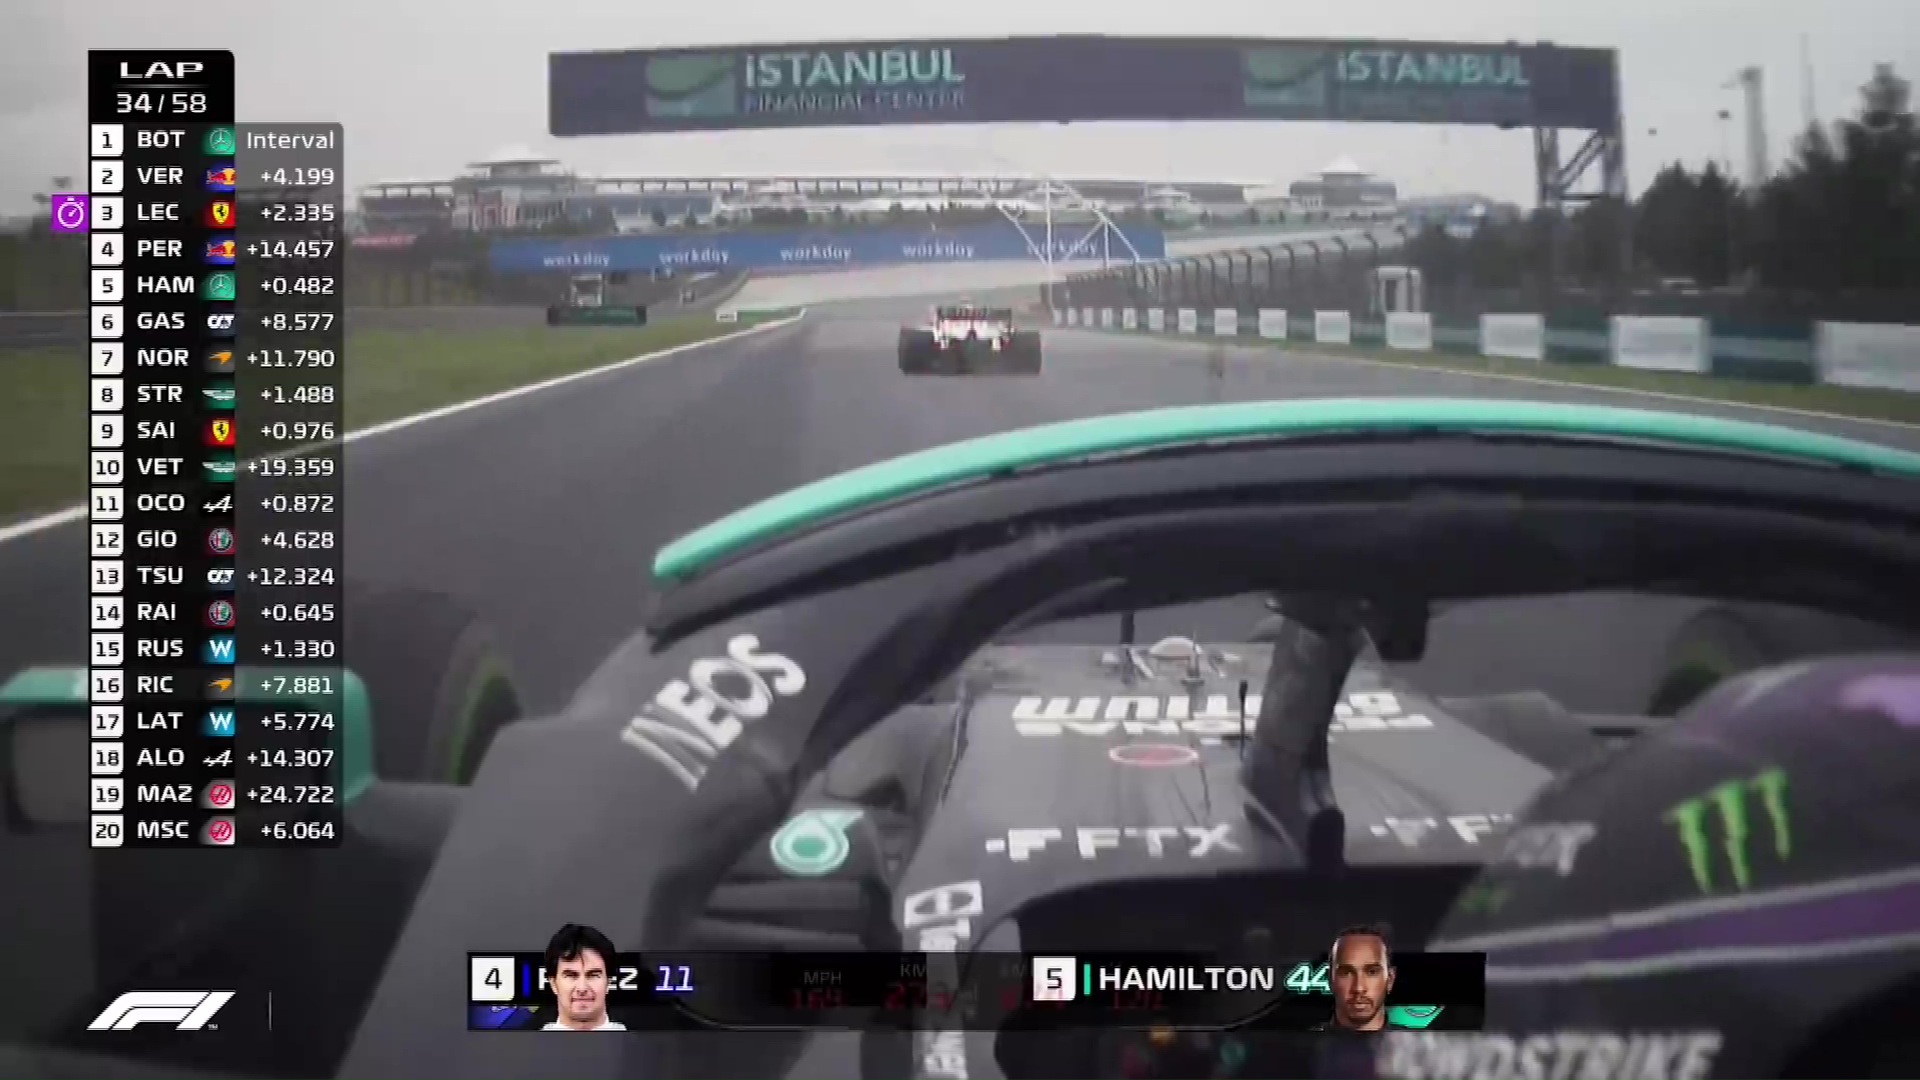 LAP
34/58
Interval
1 BOT
2 VER +4.199
3 LEC +2.335
4 PER +14.457
5 HAM +0.482
6 GAS +8.577
7 NOR +11.790
8 STR +1.488
9 SAI +0.976
10 VET +19.359
11 OCO +0.872
12 GIO +4.628
13 TSU +12.324
14 RAI +0.645
15 RUS W +1.330
16 RIC +7.881
17 LAT W +5.774
18 ALO +14.307
19 MAZ +24.722
20 MSC +6.064
iSTANBUL
FINANCIAL CENTER
iSTANBUL
workday workday workday workday workday
INEOS
FFTX
4 11
MPH
5 HAMILTON 44
F1